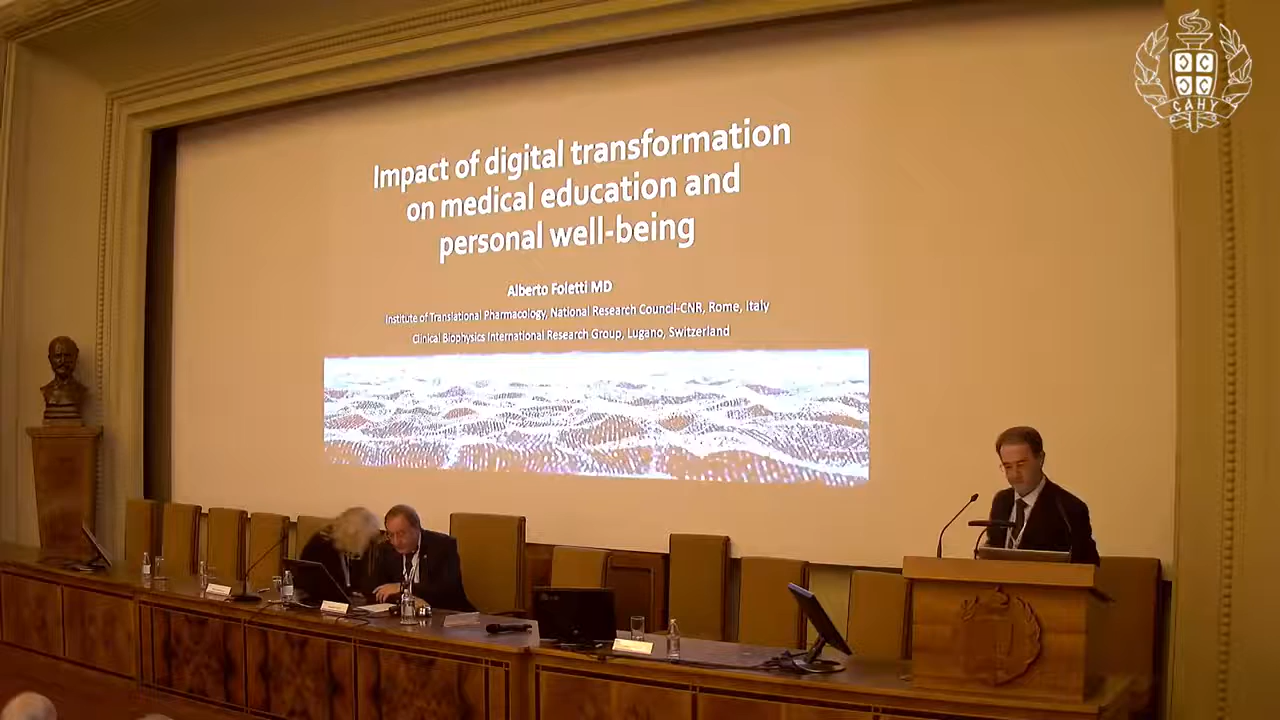 Impact of digital transformation
on medical education and
personal well-being
Alberto Foletti MD
Institute of Translational Pharmacology, National Research Council-CNR, Rome, Italy
Clinical Biophysics International Research Group, Lugano, Switzerland
САНУ